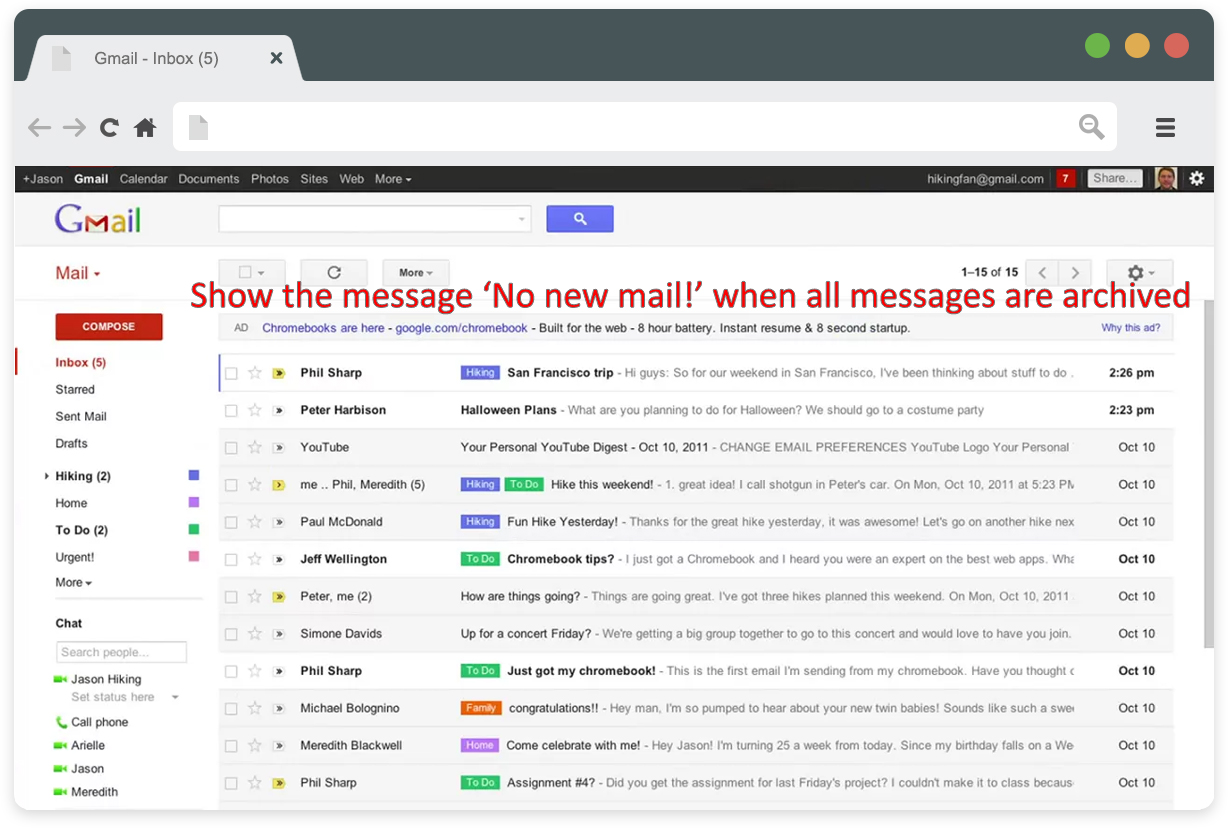 Gmail - Inbox (5)
+Jason Gmail Calendar Documents Photos Sites Web More hikingfan@gmail.com 7 Share...
Gmail
Mail More 1–15 of 15
Show the message ‘No new mail!’ when all messages are archived
COMPOSE
AD Chromebooks are here - google.com/chromebook - Built for the web - 8 hour battery. Instant resume & 8 second startup. Why this ad?
Inbox (5)
Starred
Sent Mail
Drafts
Hiking (2)
Home
To Do (2)
Urgent!
More
Chat
Search people...
Jason Hiking
Set status here
Call phone
Arielle
Jason
Meredith
Phil Sharp Hiking San Francisco trip - Hi guys: So for our weekend in San Francisco, I've been thinking about stuff to do . 2:26 pm
Peter Harbison Halloween Plans - What are you planning to do for Halloween? We should go to a costume party 2:23 pm
YouTube Your Personal YouTube Digest - Oct 10, 2011 - CHANGE EMAIL PREFERENCES YouTube Logo Your Personal Oct 10
me .. Phil, Meredith (5) Hiking To Do Hike this weekend! - 1. great idea! I call shotgun in Peter's car. On Mon, Oct 10, 2011 at 5:23 PM Oct 10
Paul McDonald Hiking Fun Hike Yesterday! - Thanks for the great hike yesterday, it was awesome! Let's go on another hike nex Oct 10
Jeff Wellington To Do Chromebook tips? - I just got a Chromebook and I heard you were an expert on the best web apps. Wha Oct 10
Peter, me (2) How are things going? - Things are going great. I've got three hikes planned this weekend. On Mon, Oct 10, 2011 Oct 10
Simone Davids Up for a concert Friday? - We're getting a big group together to go to this concert and would love to have you join. Oct 10
Phil Sharp To Do Just got my chromebook! - This is the first email I'm sending from my chromebook. Have you thought c Oct 10
Michael Bolognino Family congratulations!! - Hey man, I'm so pumped to hear about your new twin babies! Sounds like such a swee Oct 10
Meredith Blackwell Home Come celebrate with me! - Hey Jason! I'm turning 25 a week from today. Since my birthday falls on a We Oct 10
Phil Sharp To Do Assignment #4? - Did you get the assignment for last Friday's project? I couldn't make it to class becaus Oct 10